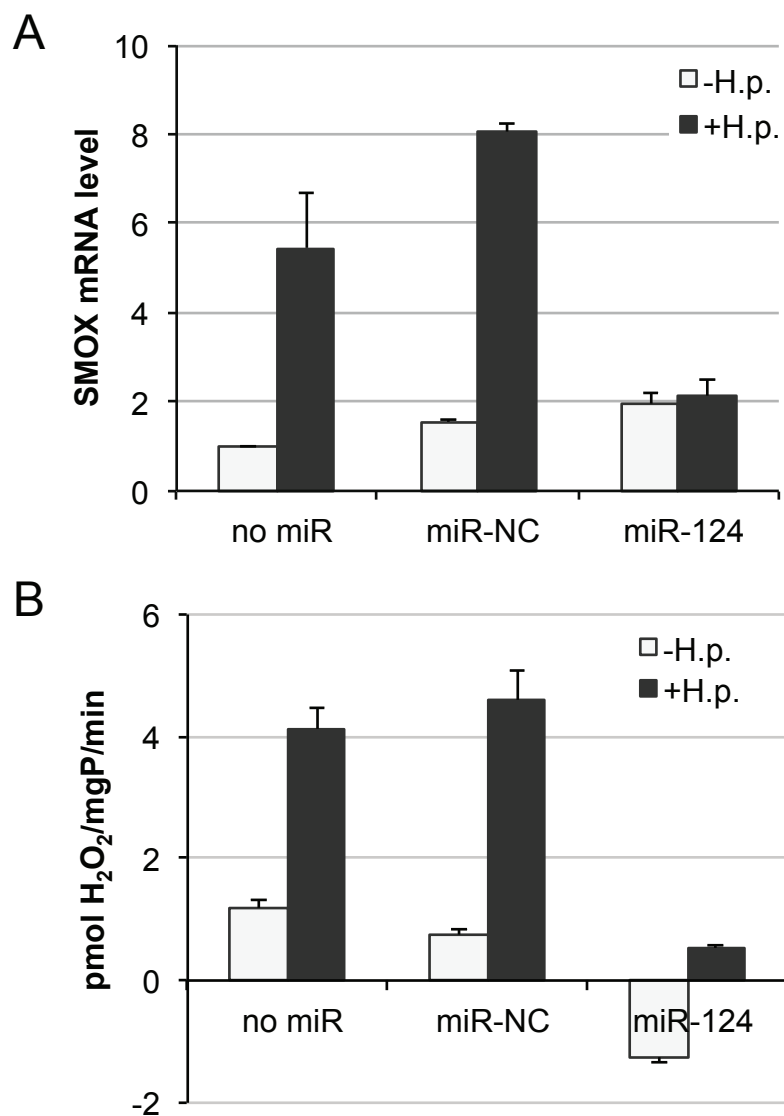 A
SMOX mRNA level
10
8
6
4
2
0
-H.p.
+H.p.
no miR miR-NC miR-124
B
pmol H₂O₂/mgP/min
6
4
2
0
-2
-H.p.
+H.p.
no miR miR-NC miR-124